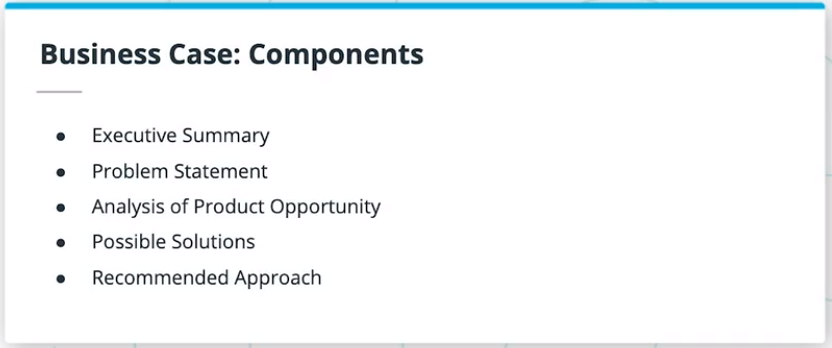 Business Case: Components
● Executive Summary
● Problem Statement
● Analysis of Product Opportunity
● Possible Solutions
● Recommended Approach